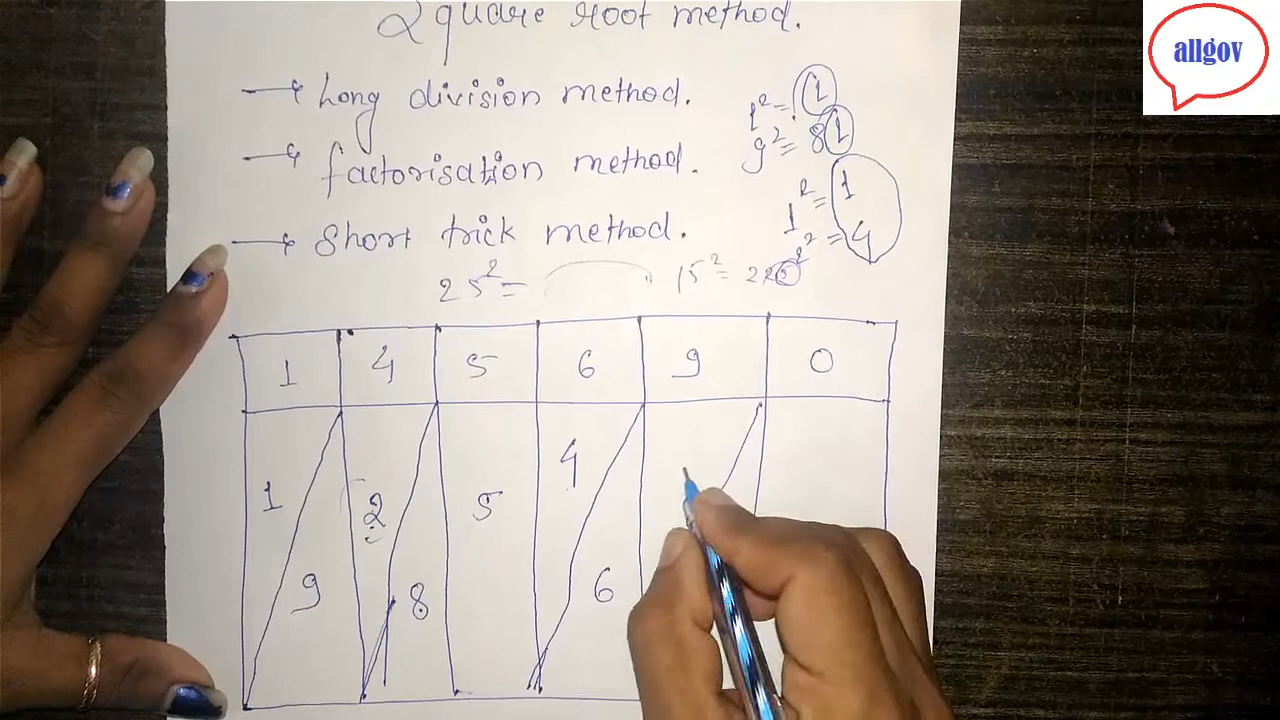 Square root method.
→ Long division method.
→ factorisation method.
→ Short trick method.
1² = 1
9² = 81
1² = 1
2² = 4
25² =
15² = 225
1 4 5 6 9 0
1 2 5 4
9 8 6
allgov